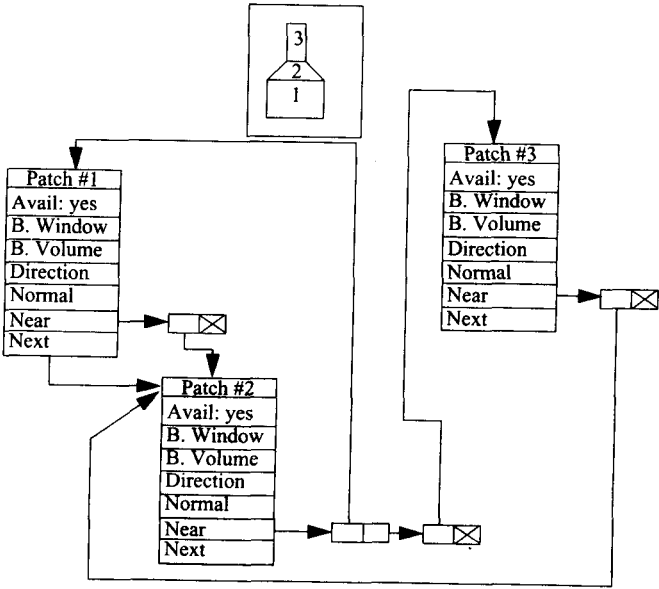 3
2
1
Patch #1
Avail: yes
B. Window
B. Volume
Direction
Normal
Near
Next
Patch #2
Avail: yes
B. Window
B. Volume
Direction
Normal
Near
Next
Patch #3
Avail: yes
B. Window
B. Volume
Direction
Normal
Near
Next